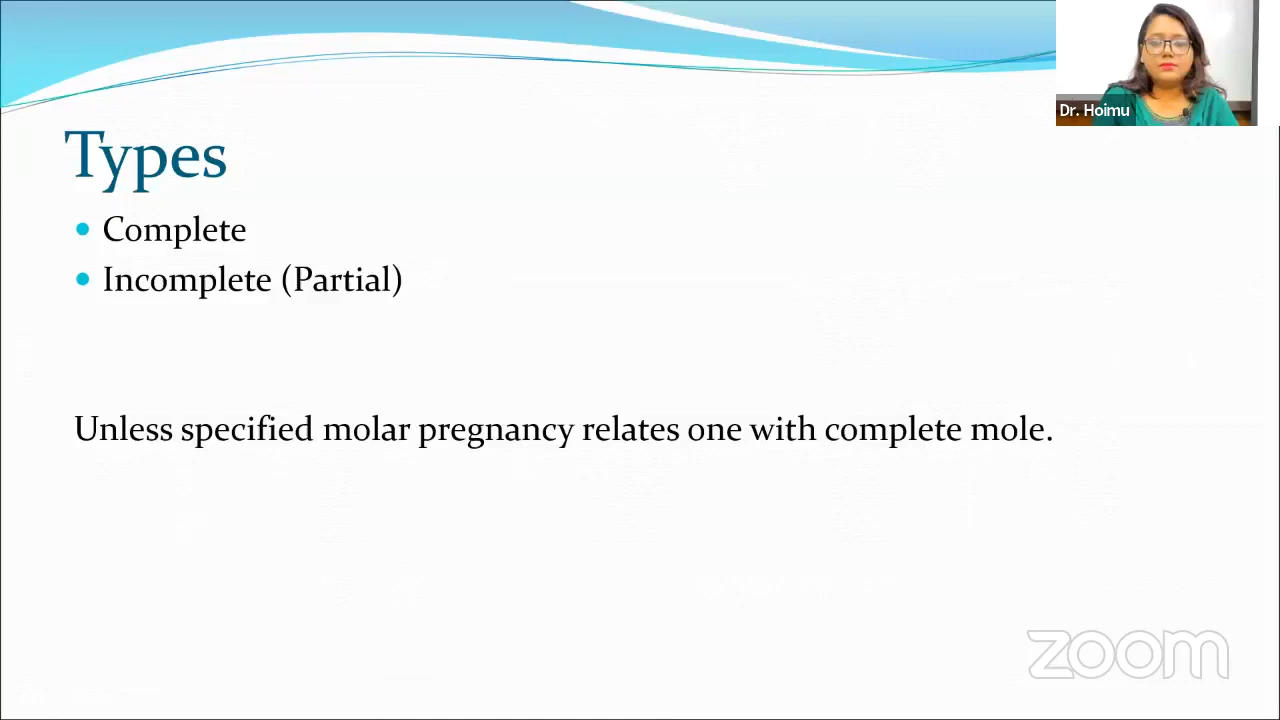 Dr. Hoimu
Types
Complete
Incomplete (Partial)
Unless specified molar pregnancy relates one with complete mole.
zoom